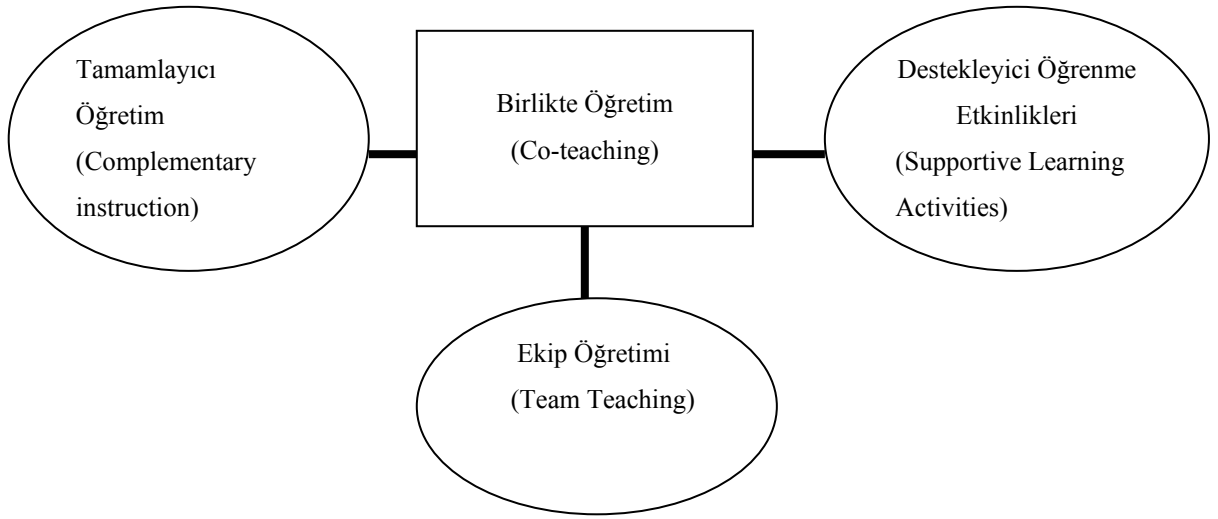 Tamamlayıcı
Öğretim
(Complementary
instruction)
Birlikte Öğretim
(Co-teaching)
Destekleyici Öğrenme
Etkinlikleri
(Supportive Learning
Activities)
Ekip Öğretimi
(Team Teaching)